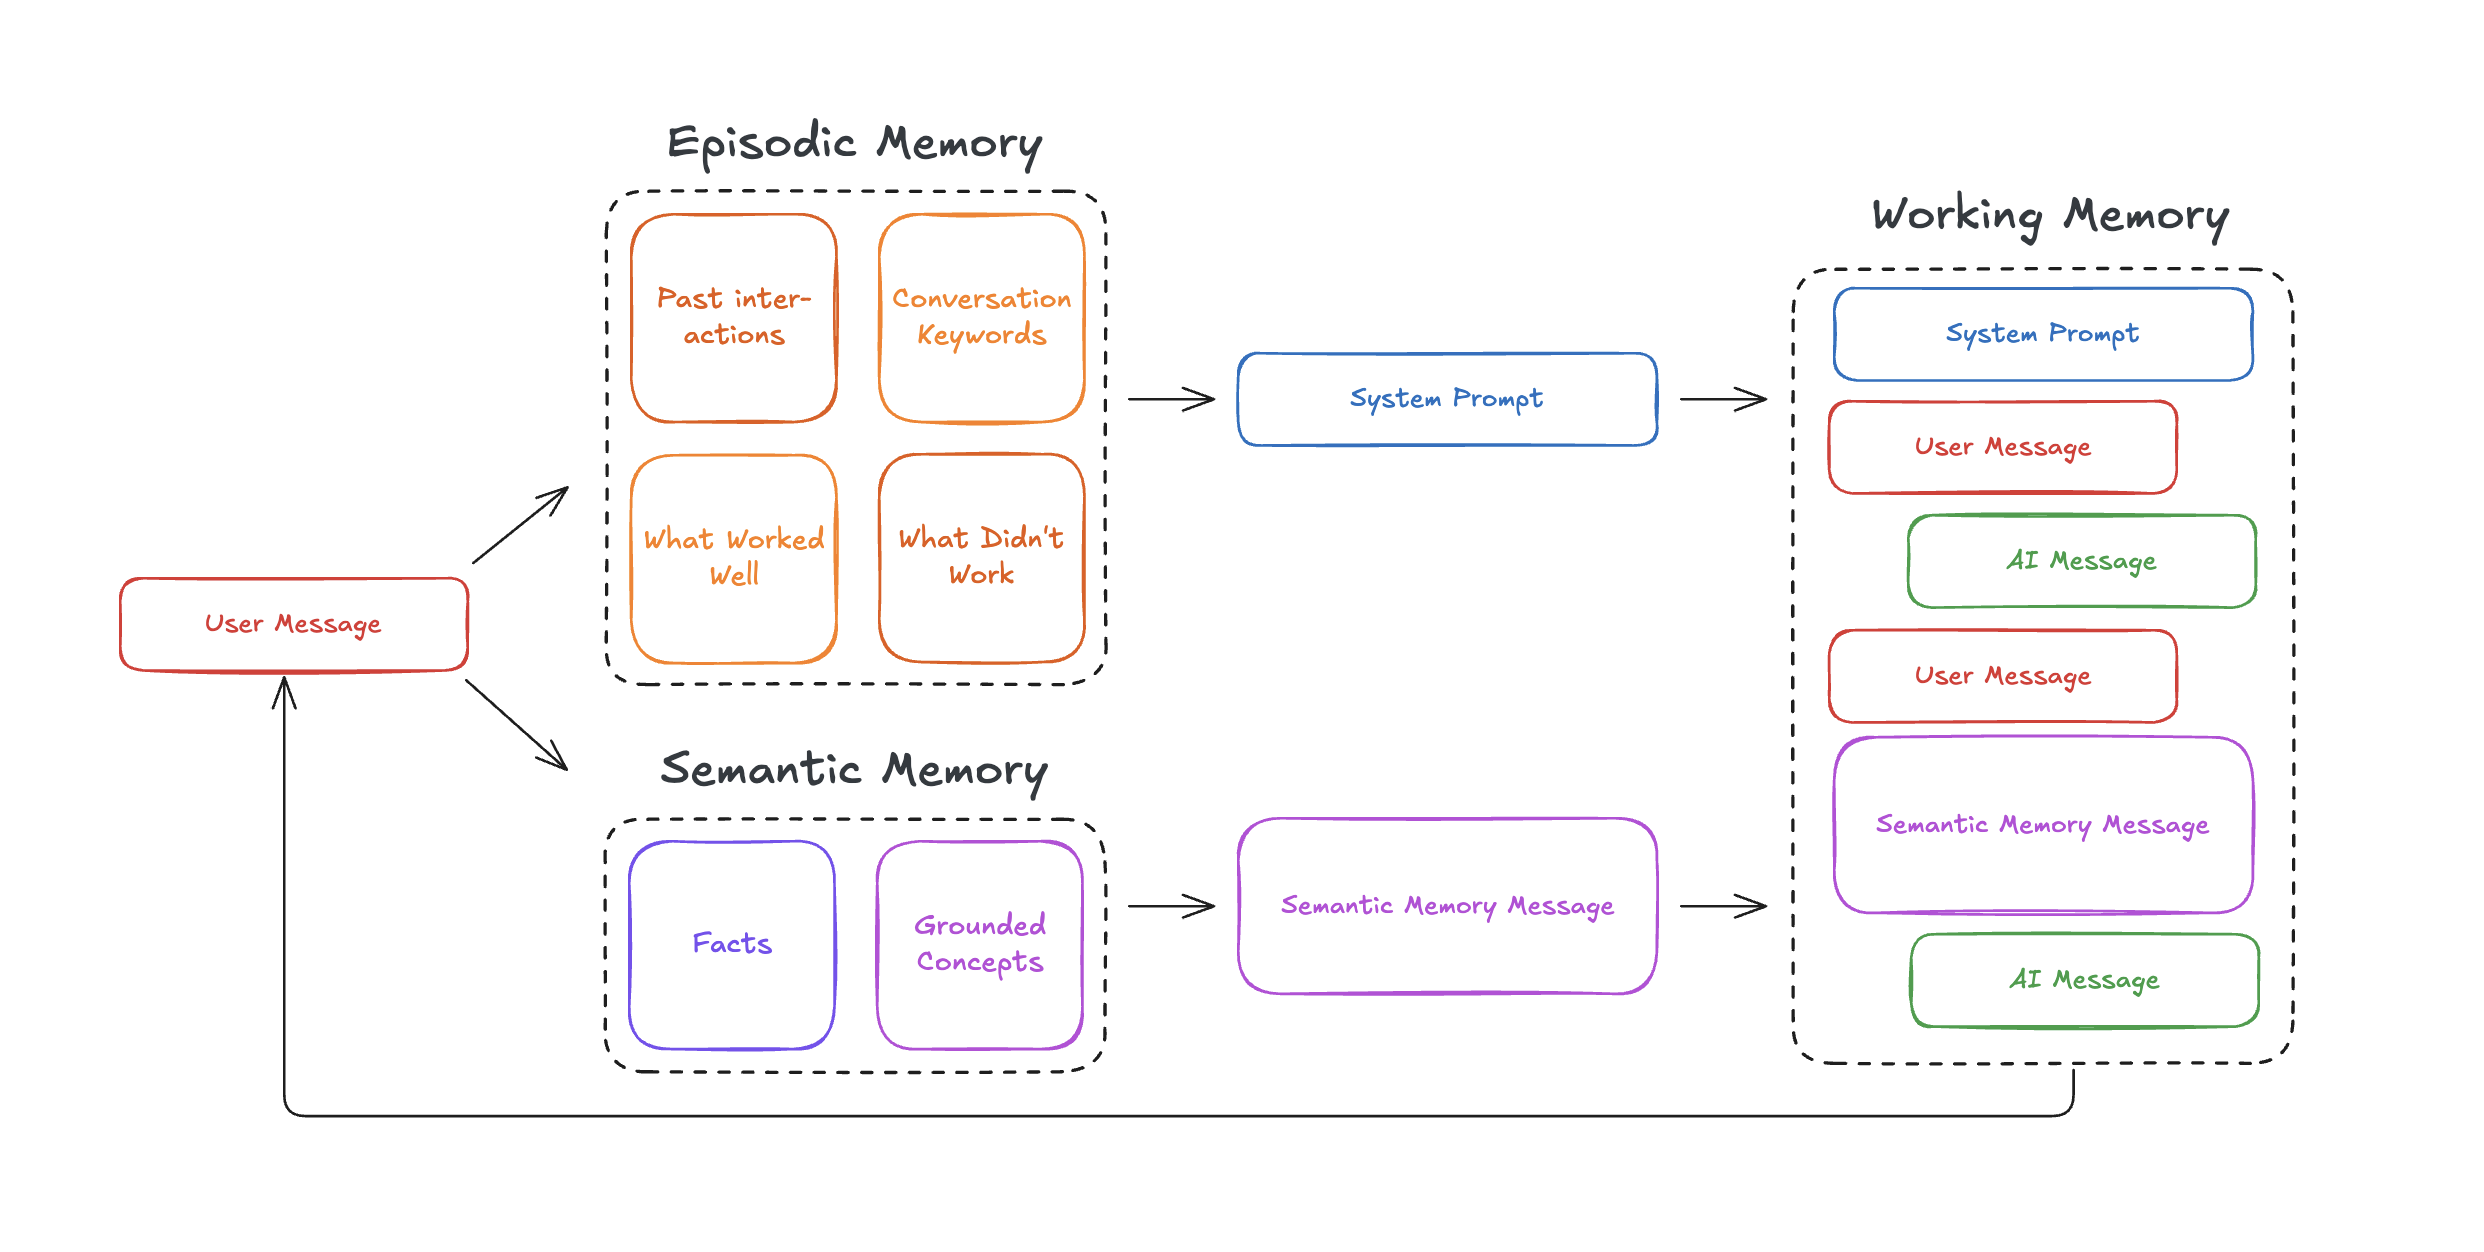 Episodic Memory
Past inter-
actions
Conversation
Keywords
What Worked
Well
What Didn't
Work
User Message
Semantic Memory
Facts
Grounded
Concepts
System Prompt
Semantic Memory Message
Working Memory
System Prompt
User Message
AI Message
User Message
Semantic Memory Message
AI Message